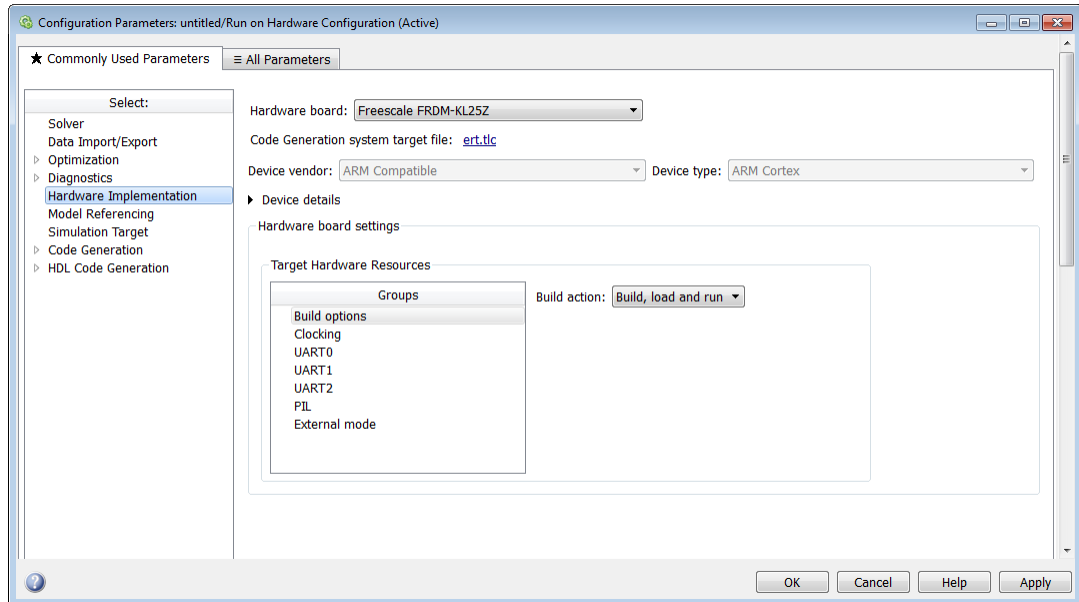 Configuration Parameters: untitled/Run on Hardware Configuration (Active)
★ Commonly Used Parameters
≡ All Parameters
Select:
Solver
Data Import/Export
Optimization
Diagnostics
Hardware Implementation
Model Referencing
Simulation Target
Code Generation
HDL Code Generation
Hardware board: Freescale FRDM-KL25Z
Code Generation system target file: ert.tlc
Device vendor: ARM Compatible Device type: ARM Cortex
Device details
Hardware board settings
Target Hardware Resources
Groups
Build options
Clocking
UART0
UART1
UART2
PIL
External mode
Build action: Build, load and run
OK Cancel Help Apply